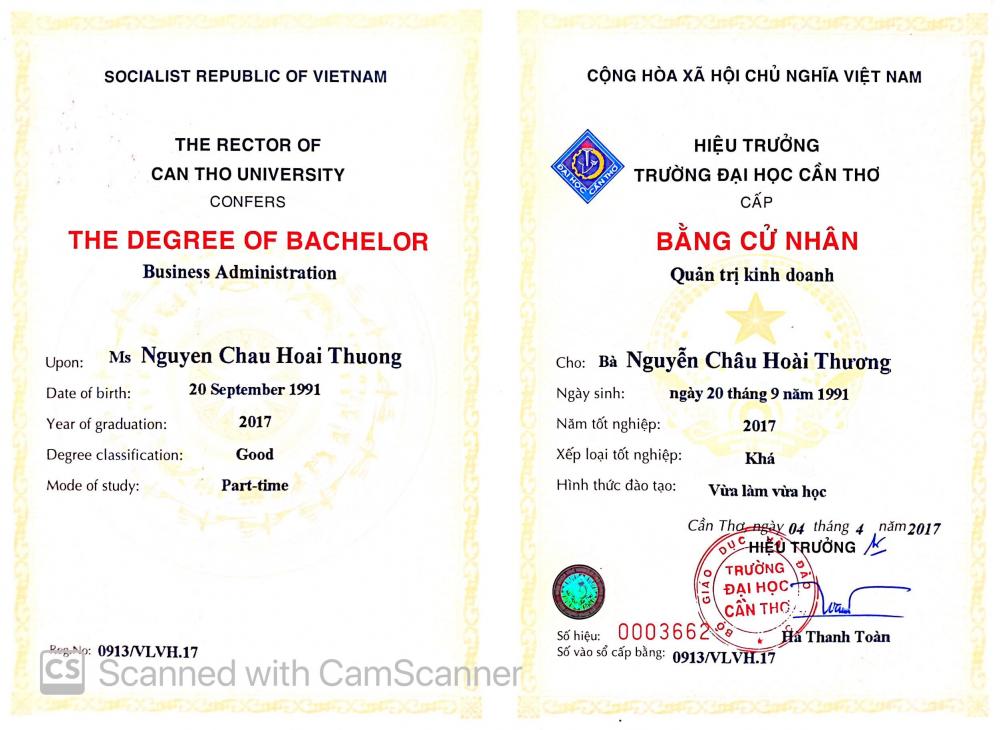 SOCIALIST REPUBLIC OF VIETNAM
THE RECTOR OF
CAN THO UNIVERSITY
CONFERS
THE DEGREE OF BACHELOR
Business Administration
Upon: Ms Nguyen Chau Hoai Thuong
Date of birth: 20 September 1991
Year of graduation: 2017
Degree classification: Good
Mode of study: Part-time
Reg.No: 0913/VLVH.17
CS Scanned with CamScanner
CỘNG HÒA XÃ HỘI CHỦ NGHĨA VIỆT NAM
ĐẠI HỌC CẦN THƠ
HIỆU TRƯỞNG
TRƯỜNG ĐẠI HỌC CẦN THƠ
CẤP
BẰNG CỬ NHÂN
Quản trị kinh doanh
Cho: Bà Nguyễn Châu Hoài Thương
Ngày sinh: ngày 20 tháng 9 năm 1991
Năm tốt nghiệp: 2017
Xếp loại tốt nghiệp: Khá
Hình thức đào tạo: Vừa làm vừa học
Cần Thơ, ngày 04 tháng 4 năm 2017
HIỆU TRƯỞNG
BỘ GIÁO DỤC VÀ ĐÀO
TRƯỜNG
ĐẠI HỌC
CẦN THƠ
Hà Thanh Toàn
Số hiệu: 0003662
Số vào sổ cấp bằng: 0913/VLVH.17